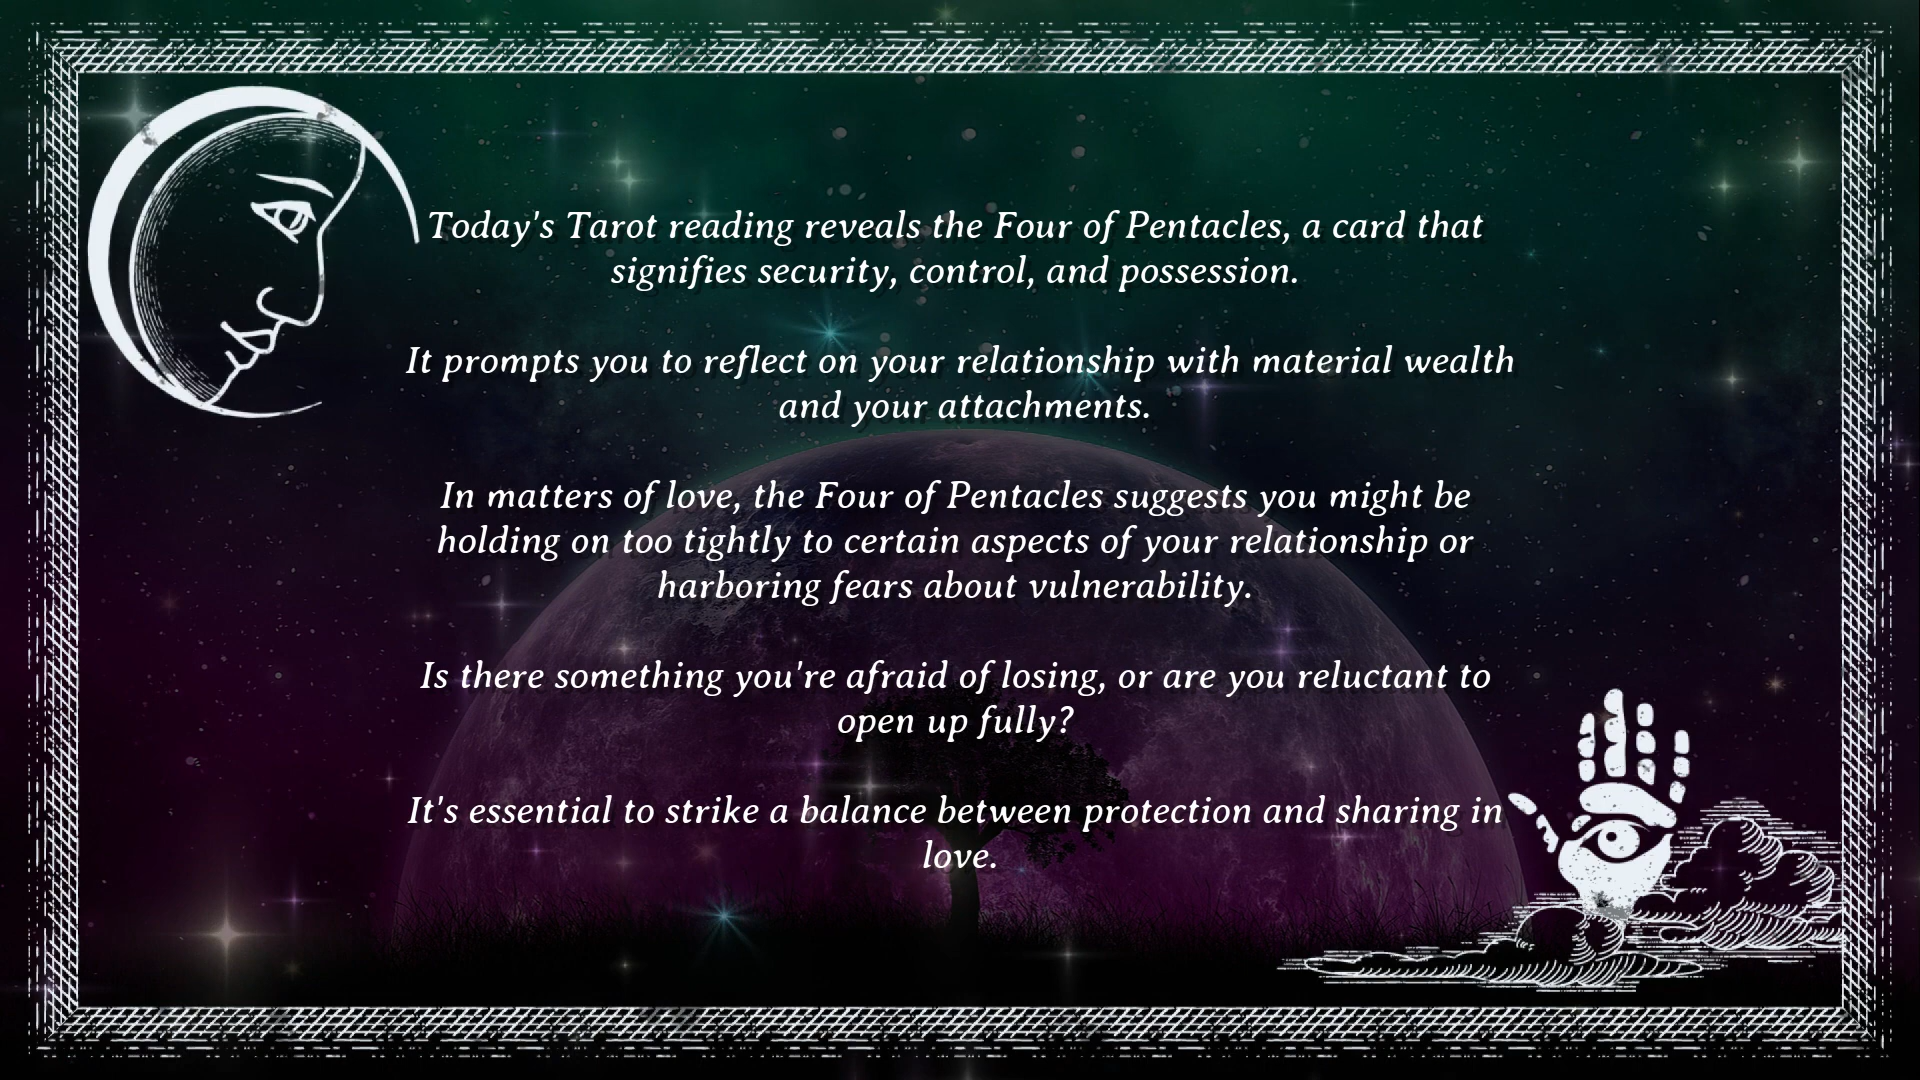 Today's Tarot reading reveals the Four of Pentacles, a card that
signifies security, control, and possession.
It prompts you to reflect on your relationship with material wealth
and your attachments.
In matters of love, the Four of Pentacles suggests you might be
holding on too tightly to certain aspects of your relationship or
harboring fears about vulnerability.
Is there something you're afraid of losing, or are you reluctant to
open up fully?
It's essential to strike a balance between protection and sharing in
love.